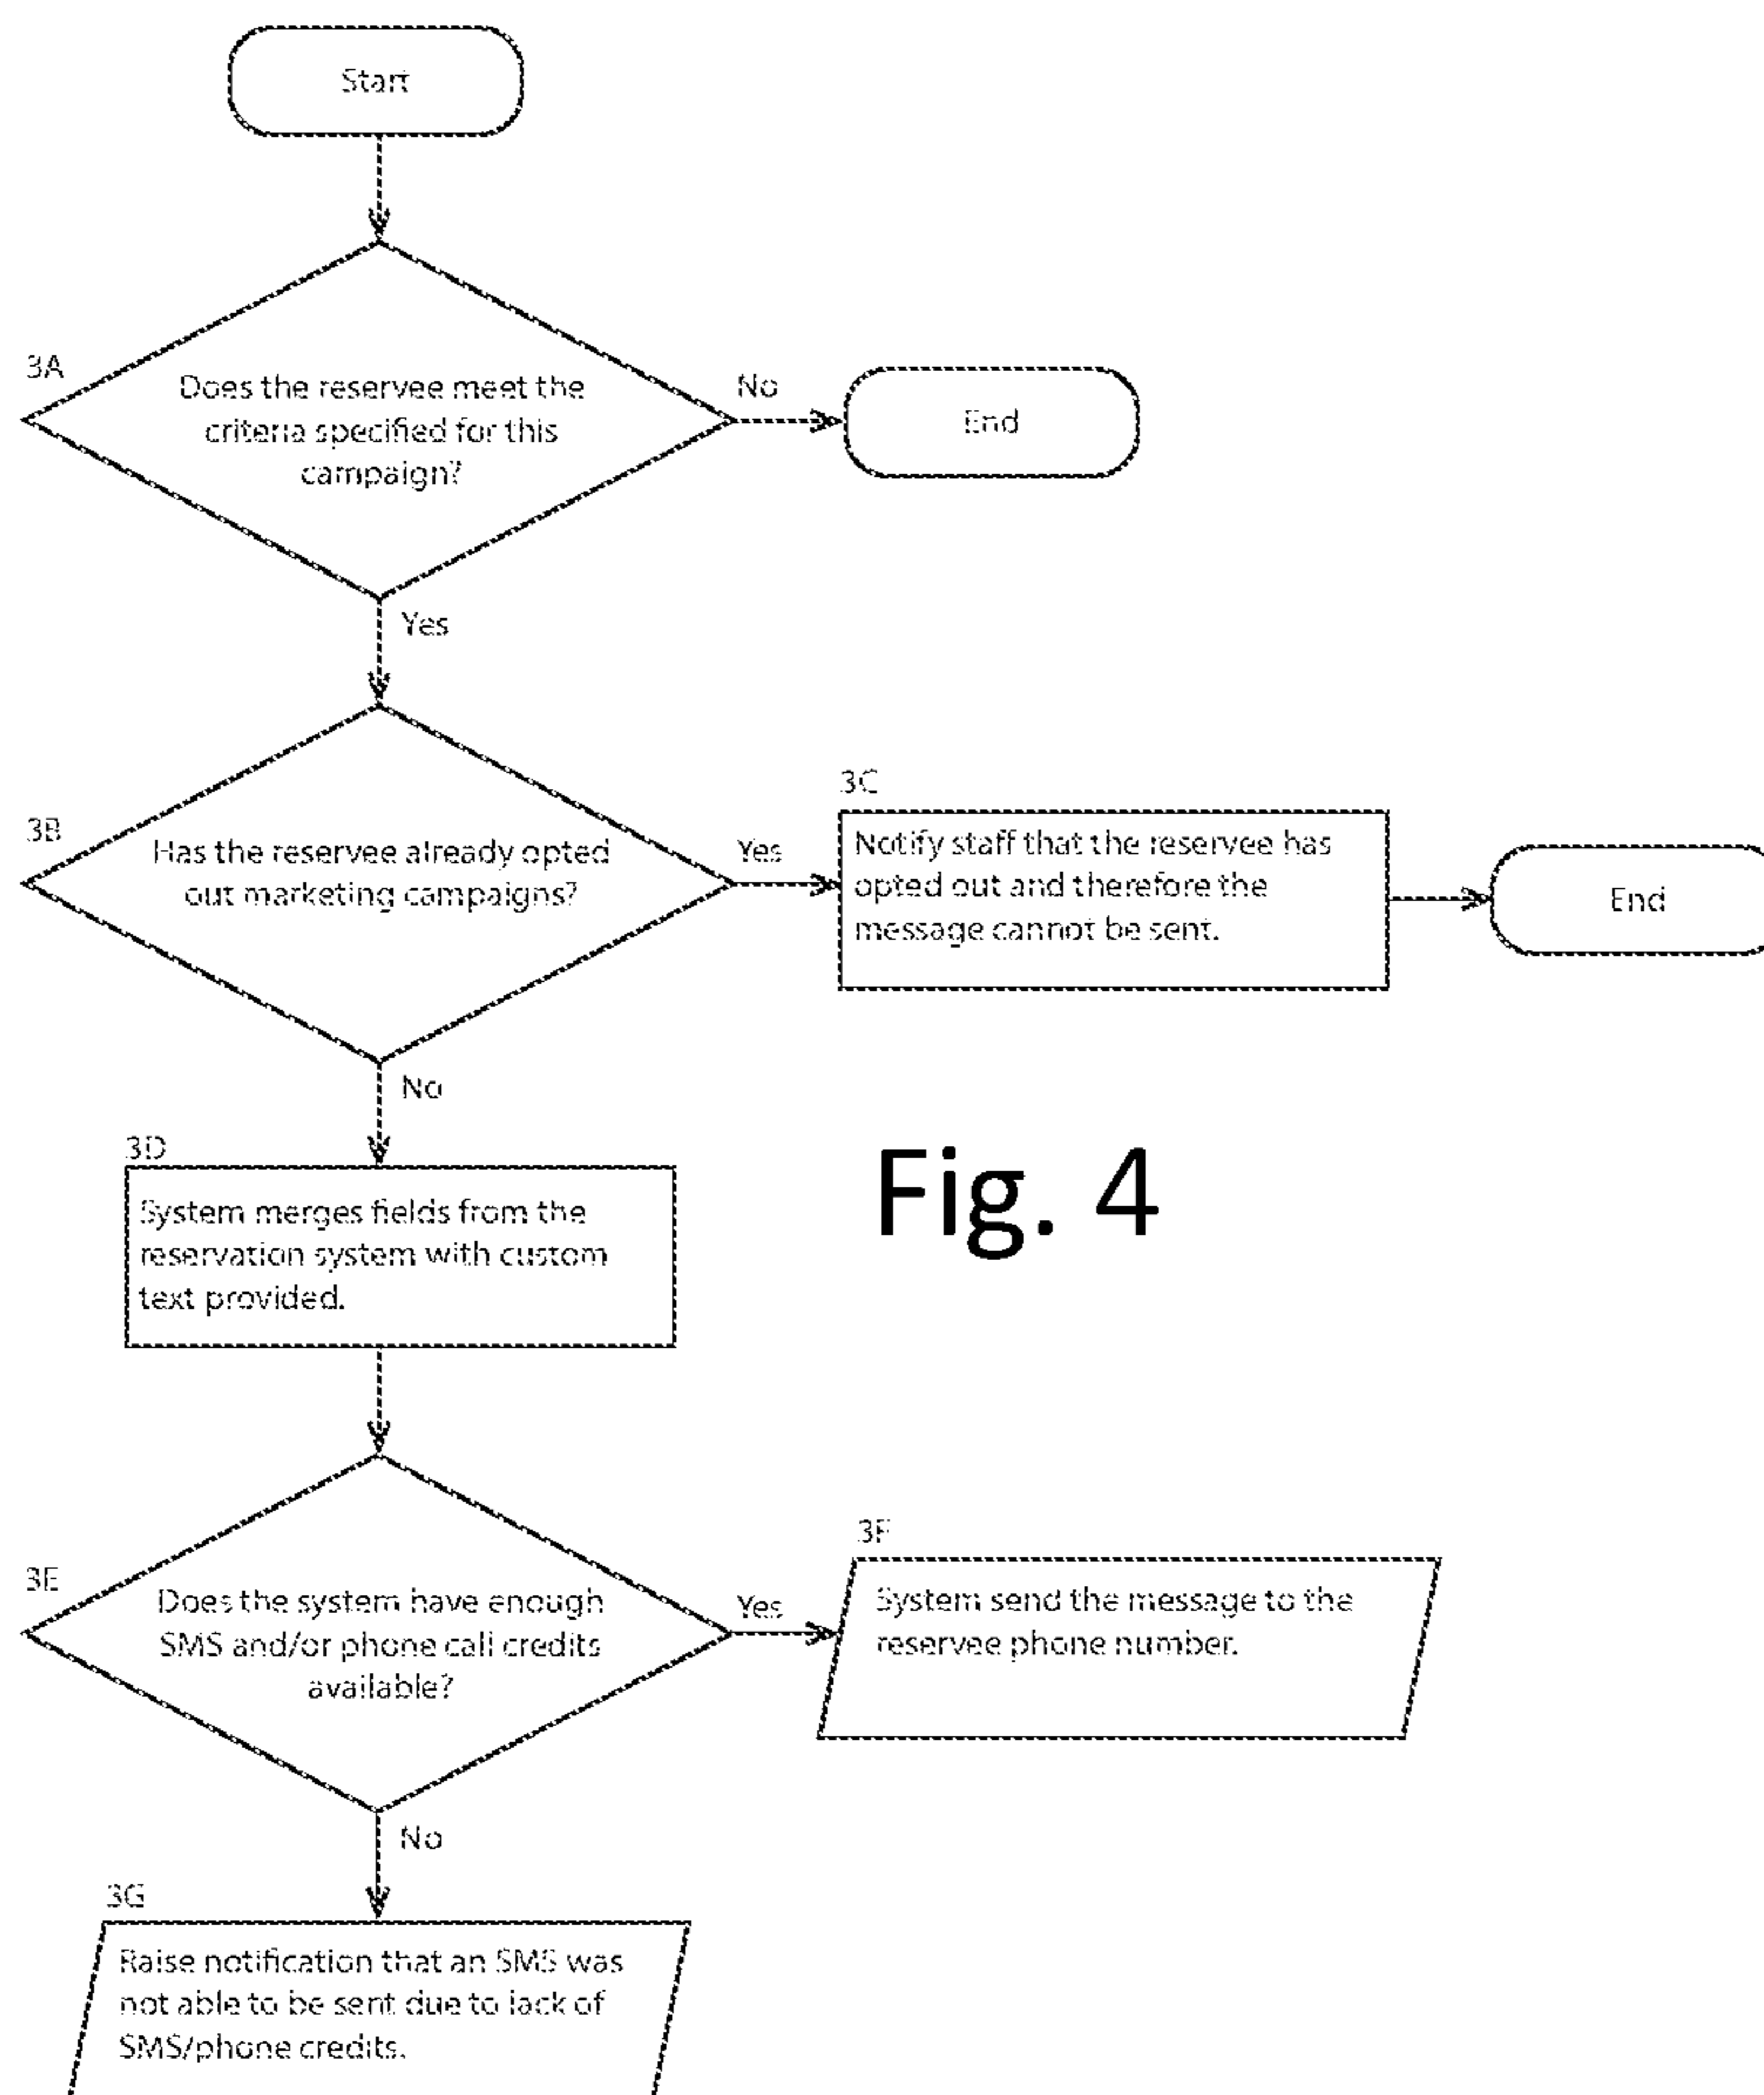 Start
3A
Does the reservee meet the
criteria specified for this
campaign?
No
End
Yes
3B
Has the reservee already opted
out marketing campaigns?
Yes
3C
Notify staff that the reservee has
opted out and therefore the
message cannot be sent.
End
No
3D
System merges fields from the
reservation system with custom
text provided.
Fig. 4
3E
Does the system have enough
SMS and/or phone call credits
available?
Yes
3F
System send the message to the
reservee phone number.
No
3G
Raise notification that an SMS was
not able to be sent due to lack of
SMS/phone credits.